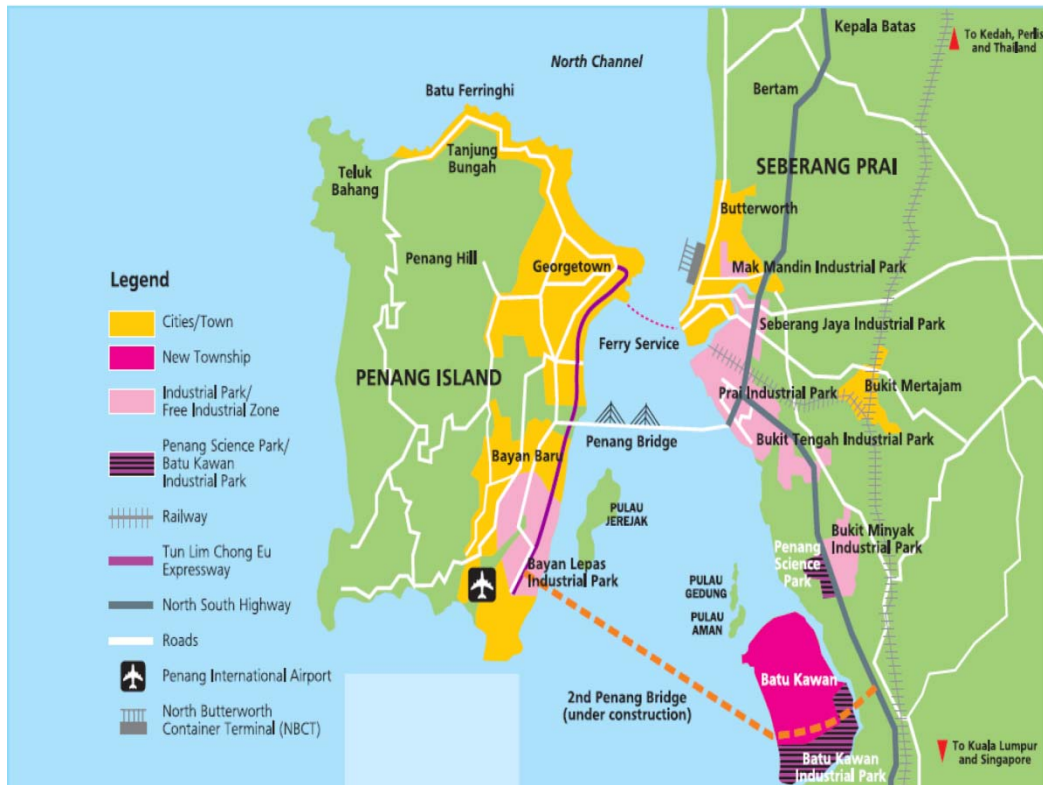 North Channel
Kepala Batas
To Kedah, Perlis
and Thailand
Batu Ferringhi
Bertam
Tanjung
Bungah
Teluk
Bahang
SEBERANG PRAI
Butterworth
Penang Hill
Georgetown
Mak Mandin Industrial Park
Seberang Jaya Industrial Park
Ferry Service
PENANG ISLAND
Prai Industrial Park
Bukit Mertajam
Penang Bridge
Bukit Tengah Industrial Park
Bayan Baru
PULAU
JEREJAK
Bukit Minyak
Industrial Park
Penang
Science
Park
Bayan Lepas
Industrial Park
PULAU
GEDUNG
PULAU
AMAN
Batu Kawan
2nd Penang Bridge
(under construction)
Batu Kawan
Industrial Park
To Kuala Lumpur
and Singapore
Legend
Cities/Town
New Township
Industrial Park/
Free Industrial Zone
Penang Science Park/
Batu Kawan
Industrial Park
Railway
Tun Lim Chong Eu
Expressway
North South Highway
Roads
Penang International Airport
North Butterworth
Container Terminal (NBCT)